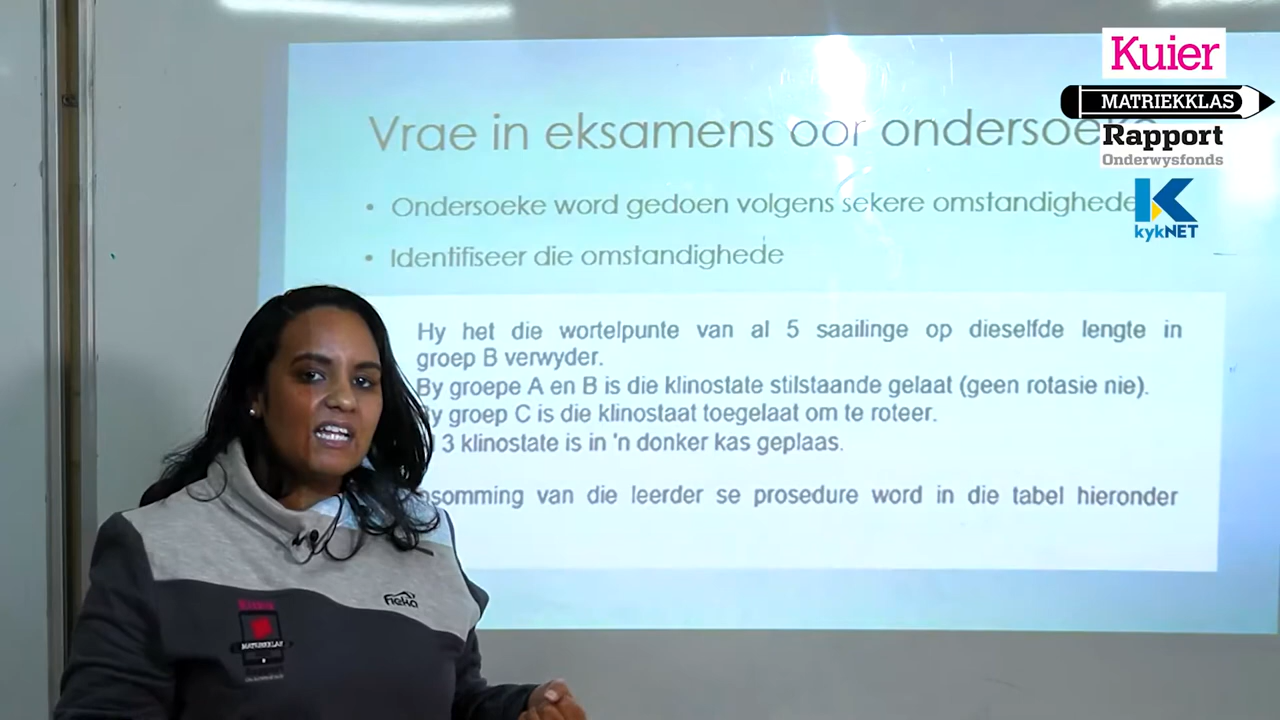 Kuier
MATRIEKKLAS
Rapport
Onderwysfonds
kykNET
Vrae in eksamens oor
• Ondersoeke word gedoen volgens sekere
• Identifiseer die omstandighede
Hy het die wortelpunte van al 5 saailinge op dieselfde lengte in
groep B verwyder.
By groepe A en B is die klinostate stilstaande gelaat (geen rotasie nie).
groep C is die klinostaat toegelaat om te roteer.
3 klinostate is in 'n donker kas geplaas.
van die leerder se prosedure word in die tabel hieronder
Kuier
MATRIEKKLAS